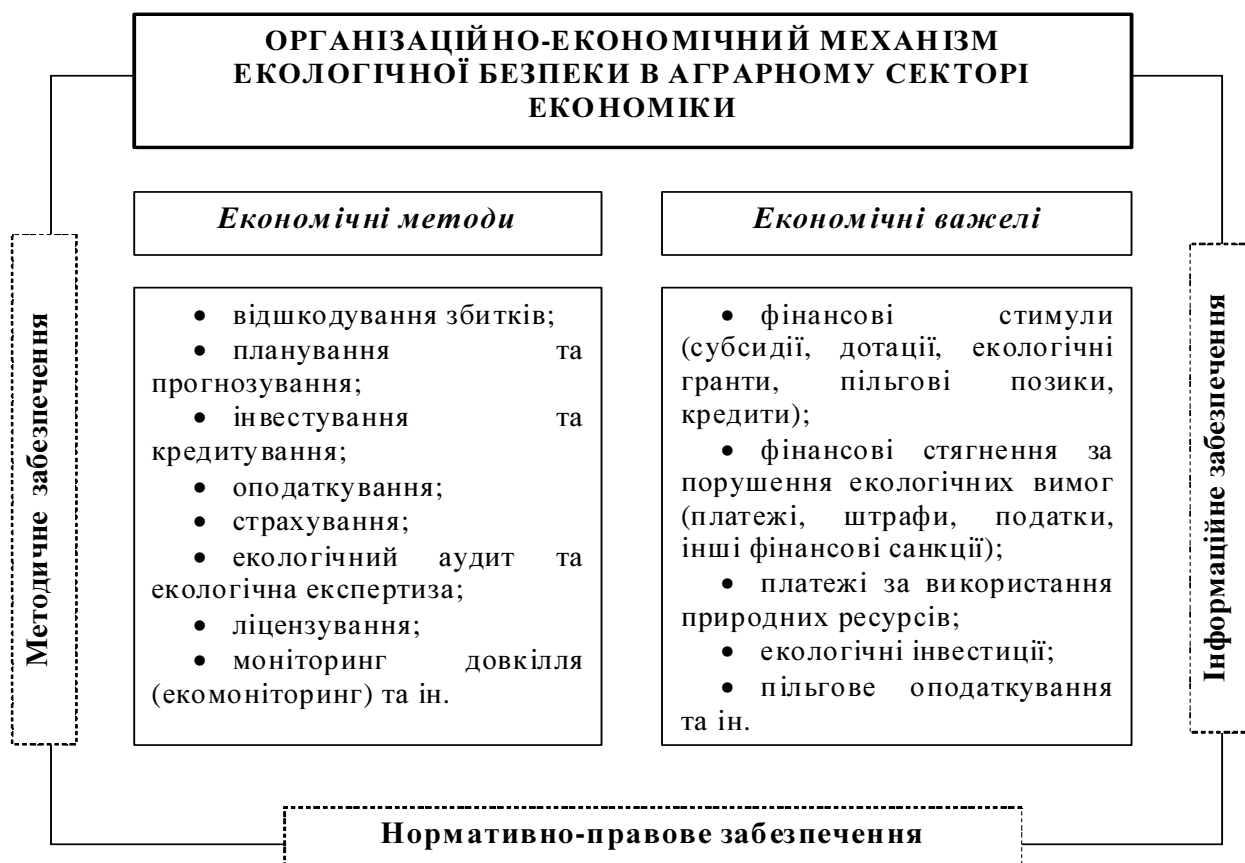 ОРГАНІЗАЦІЙНО-ЕКОНОМІЧНИЙ МЕХАНІЗМ
ЕКОЛОГІЧНОЇ БЕЗПЕКИ В АГРАРНОМУ СЕКТОРІ
ЕКОНОМІКИ
Методичне забезпечення
Економічні методи
• відшкодування збитків;
• планування та
прогнозування;
• інвестування та
кредитування;
• оподаткування;
• страхування;
• екологічний аудит та
екологічна експертиза;
• ліцензування;
• моніторинг довкілля
(екомоніторинг) та ін.
Економічні важелі
• фінансові стимули
(субсидії, дотації, екологічні
гранти, пільгові позики,
кредити);
• фінансові стягнення за
порушення екологічних вимог
(платежі, штрафи, податки,
інші фінансові санкції);
• платежі за використання
природних ресурсів;
• екологічні інвестиції;
• пільгове оподаткування
та ін.
Інформаційне забезпечення
Нормативно-правове забезпечення